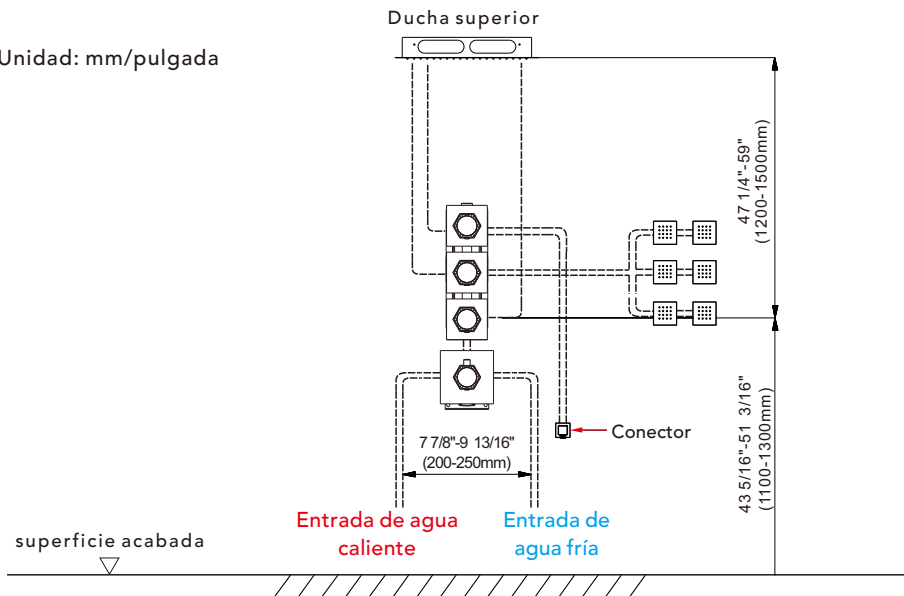 Ducha superior
Unidad: mm/pulgada
47 1/4"-59"
(1200-1500mm)
Conector
7 7/8"-9 13/16"
(200-250mm)
43 5/16"-51 3/16"
(1100-1300mm)
Entrada de agua
caliente
Entrada de
agua fría
superficie acabada